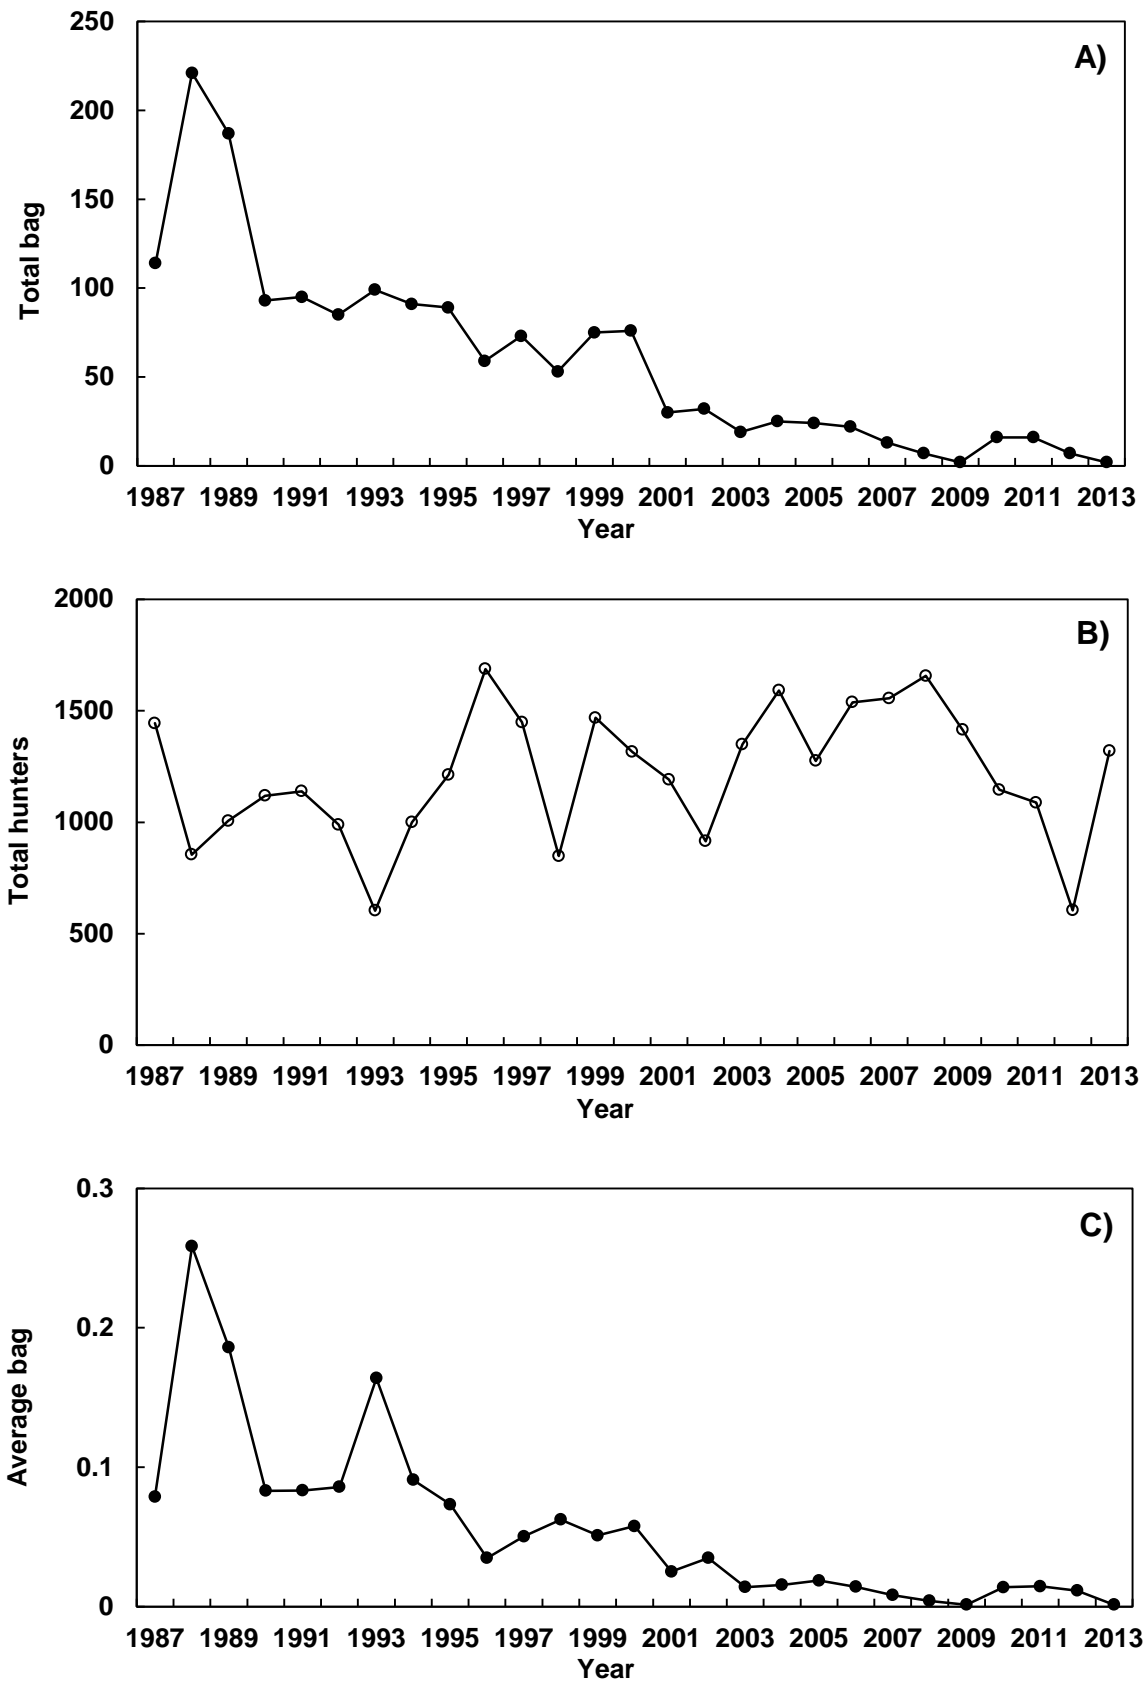 250
A)
200
150
100
50
0
Total bag
1987 1989 1991 1993 1995 1997 1999 2001 2003 2005 2007 2009 2011 2013
Year
2000
B)
1500
1000
500
0
Total hunters
1987 1989 1991 1993 1995 1997 1999 2001 2003 2005 2007 2009 2011 2013
Year
0.3
C)
0.2
0.1
0
Average bag
1987 1989 1991 1993 1995 1997 1999 2001 2003 2005 2007 2009 2011 2013
Year